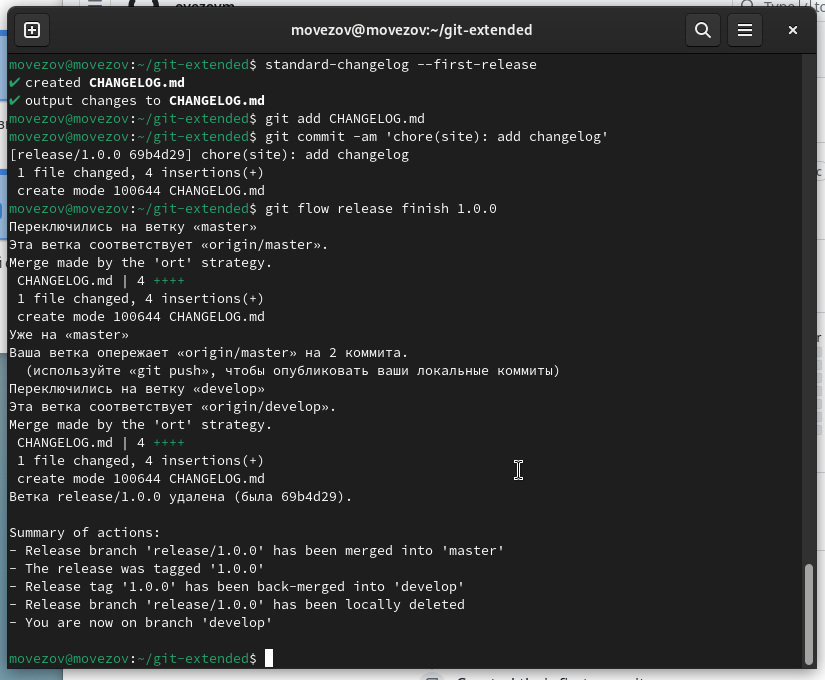 movezov@movezov:~/git-extended
movezov@movezov:~/git-extended$ standard-changelog --first-release
✔ created CHANGELOG.md
✔ output changes to CHANGELOG.md
movezov@movezov:~/git-extended$ git add CHANGELOG.md
movezov@movezov:~/git-extended$ git commit -am 'chore(site): add changelog'
[release/1.0.0 69b4d29] chore(site): add changelog
 1 file changed, 4 insertions(+)
 create mode 100644 CHANGELOG.md
movezov@movezov:~/git-extended$ git flow release finish 1.0.0
Переключились на ветку «master»
Эта ветка соответствует «origin/master».
Merge made by the 'ort' strategy.
 CHANGELOG.md | 4 ++++
 1 file changed, 4 insertions(+)
 create mode 100644 CHANGELOG.md
Уже на «master»
Ваша ветка опережает «origin/master» на 2 коммита.
  (используйте «git push», чтобы опубликовать ваши локальные коммиты)
Переключились на ветку «develop»
Эта ветка соответствует «origin/develop».
Merge made by the 'ort' strategy.
 CHANGELOG.md | 4 ++++
 1 file changed, 4 insertions(+)
 create mode 100644 CHANGELOG.md
Ветка release/1.0.0 удалена (была 69b4d29).

Summary of actions:
- Release branch 'release/1.0.0' has been merged into 'master'
- The release was tagged '1.0.0'
- Release tag '1.0.0' has been back-merged into 'develop'
- Release branch 'release/1.0.0' has been locally deleted
- You are now on branch 'develop'

movezov@movezov:~/git-extended$